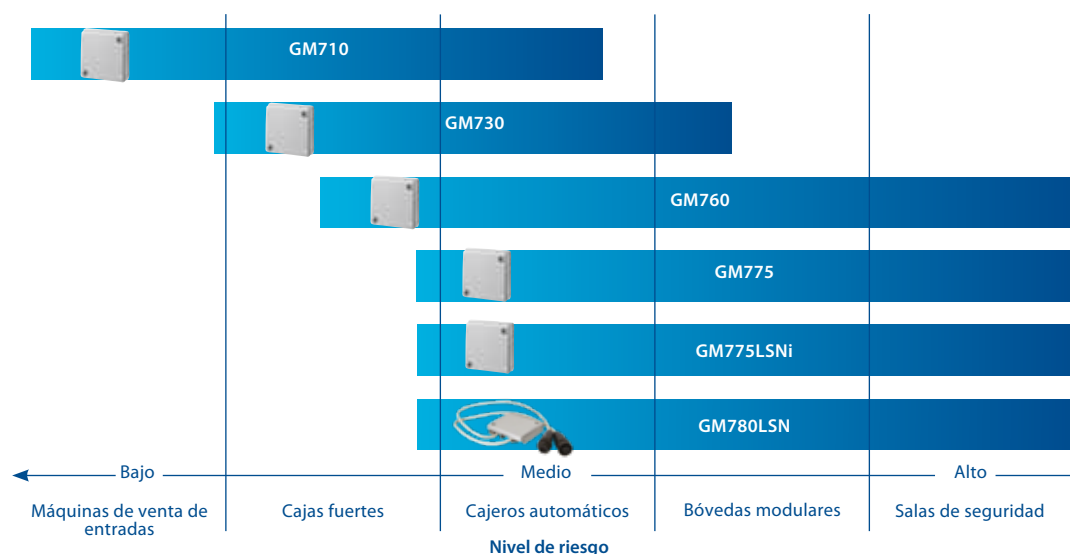 GM710
GM730
GM760
GM775
GM775LSNi
GM780LSN
Bajo
Medio
Alto
Máquinas de venta de
entradas
Cajas fuertes
Cajeros automáticos
Bóvedas modulares
Salas de seguridad
Nivel de riesgo